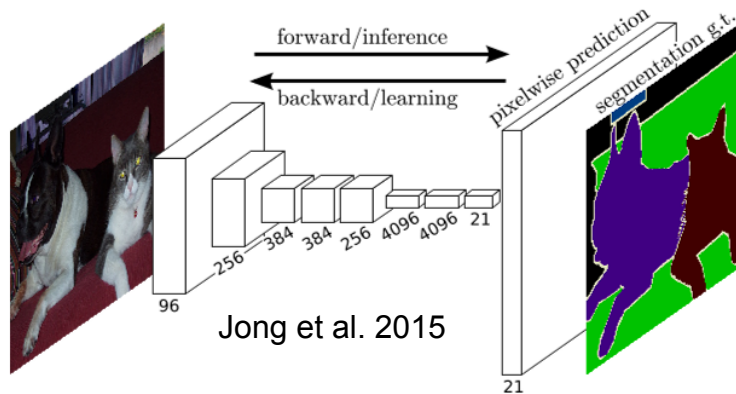 forward/inference
backward/learning
pixelwise prediction
segmentation g.t.
96
256
384
384
256
4096
4096
21
21
Jong et al. 2015